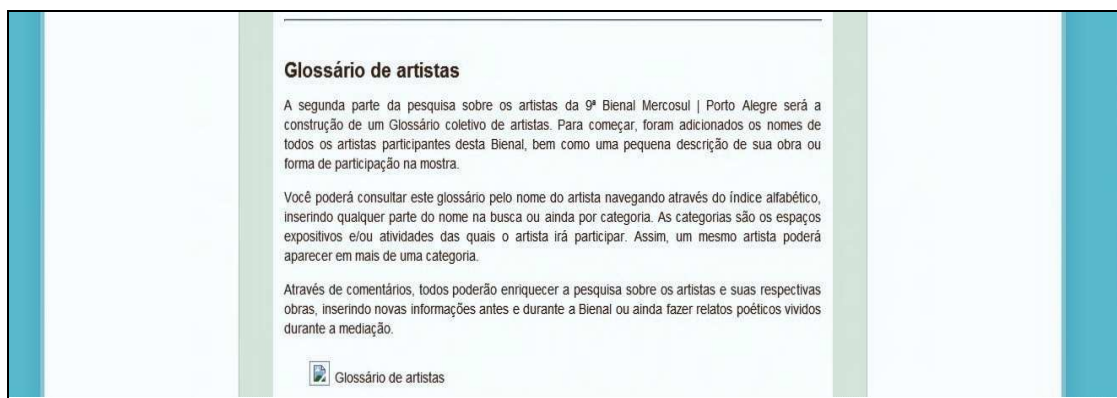 Glossário de artistas
A segunda parte da pesquisa sobre os artistas da 9ª Bienal Mercosul | Porto Alegre será a
construção de um Glossário coletivo de artistas. Para começar, foram adicionados os nomes de
todos os artistas participantes desta Bienal, bem como uma pequena descrição de sua obra ou
forma de participação na mostra.
Você poderá consultar este glossário pelo nome do artista navegando através do índice alfabético,
inserindo qualquer parte do nome na busca ou ainda por categoria. As categorias são os espaços
expositivos e/ou atividades das quais o artista irá participar. Assim, um mesmo artista poderá
aparecer em mais de uma categoria.
Através de comentários, todos poderão enriquecer a pesquisa sobre os artistas e suas respectivas
obras, inserindo novas informações antes e durante a Bienal ou ainda fazer relatos poéticos vividos
durante a mediação.
Glossário de artistas